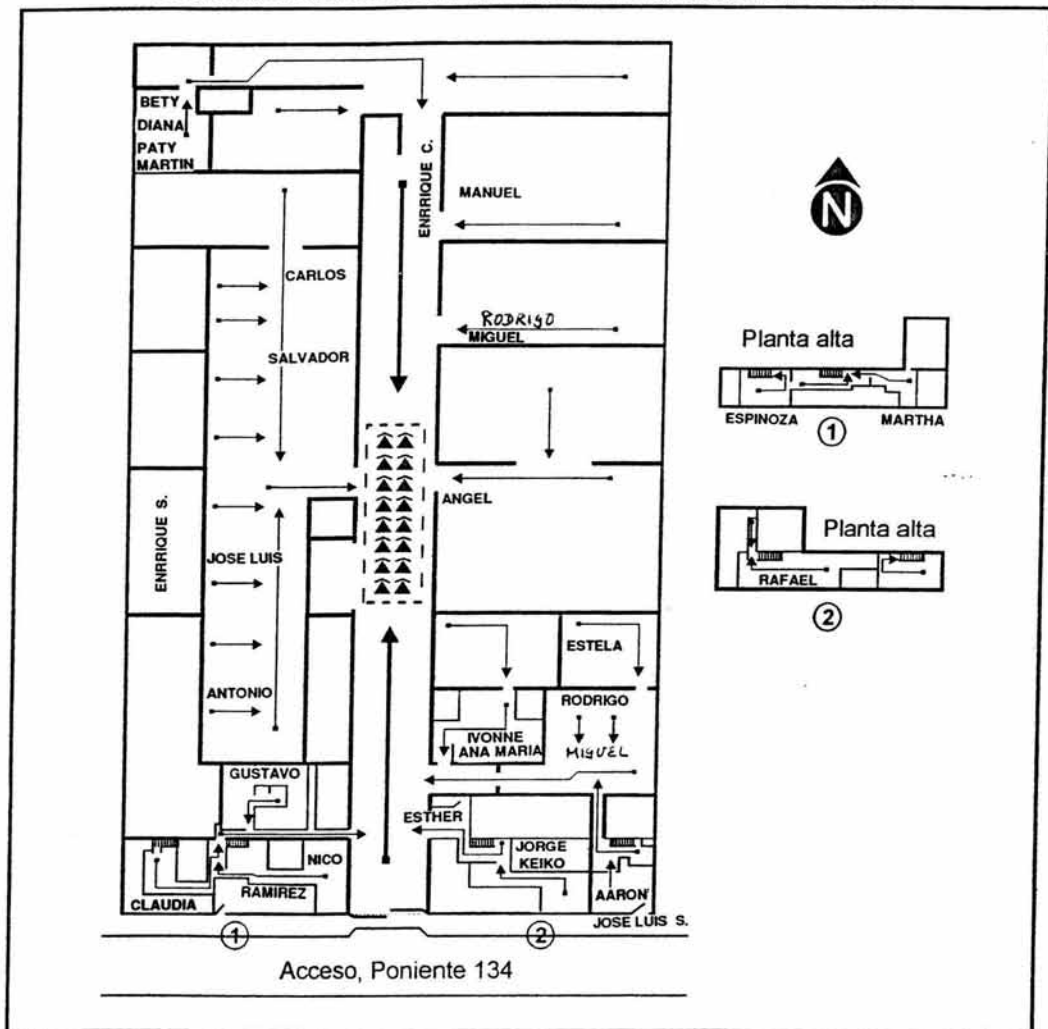 BETY
DIANA
PATY
MARTIN
ENRRIQUE C.
MANUEL
N
CARLOS
RODRIGO
MIGUEL
SALVADOR
Planta alta
ESPINOZA
MARTHA
1
ANGEL
ENRRIQUE S.
JOSE LUIS
Planta alta
RAFAEL
2
ESTELA
ANTONIO
RODRIGO
IVONNE
ANA MARIA
MIGUEL
GUSTAVO
ESTHER
NICO
JORGE
KEIKO
RAMIREZ
AARON
CLAUDIA
JOSE LUIS S.
1
2
Acceso, Poniente 134